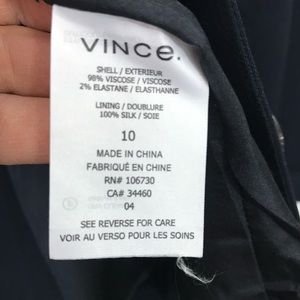 VINCE.
SHELL / EXTERIEUR
98% VISCOSE / VISCOSE
2% ELASTANE / ELASTHANNE
LINING / DOUBLURE
100% SILK / SOIE
10
MADE IN CHINA
FABRIQUÉ EN CHINE
RN# 106730
CA# 34460
04
SEE REVERSE FOR CARE
VOIR AU VERSO POUR LES SOINS